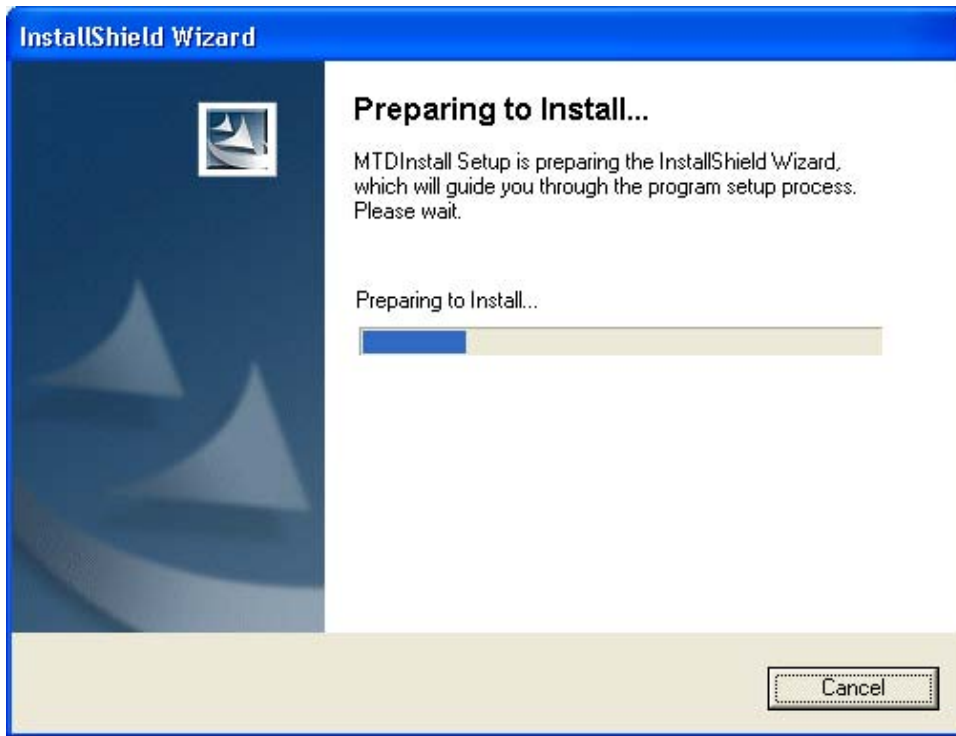 InstallShield Wizard
Preparing to Install...
MTDInstall Setup is preparing the InstallShield Wizard,
which will guide you through the program setup process.
Please wait.
Preparing to Install...
Cancel